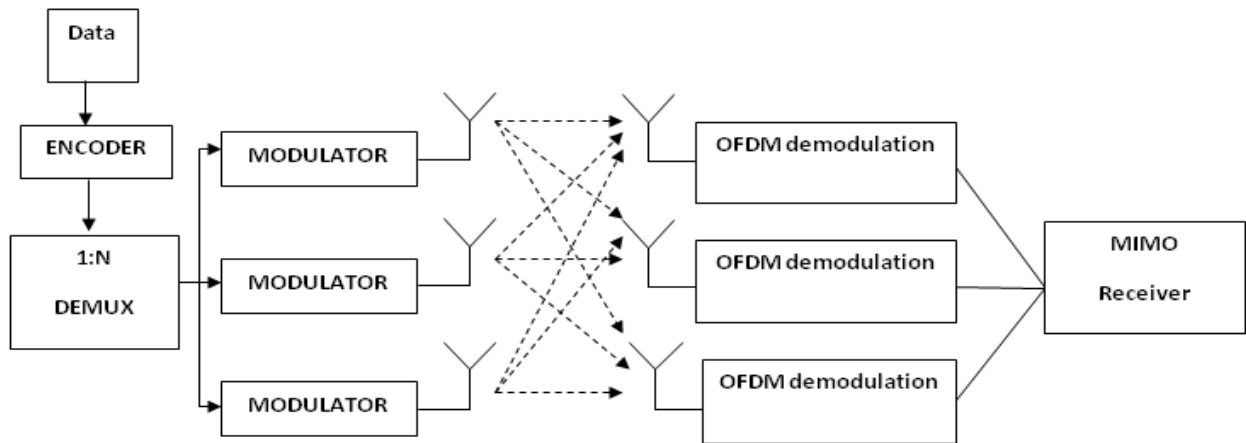 Data
ENCODER
1:N
DEMUX
MODULATOR
MODULATOR
MODULATOR
OFDM demodulation
OFDM demodulation
OFDM demodulation
MIMO
Receiver